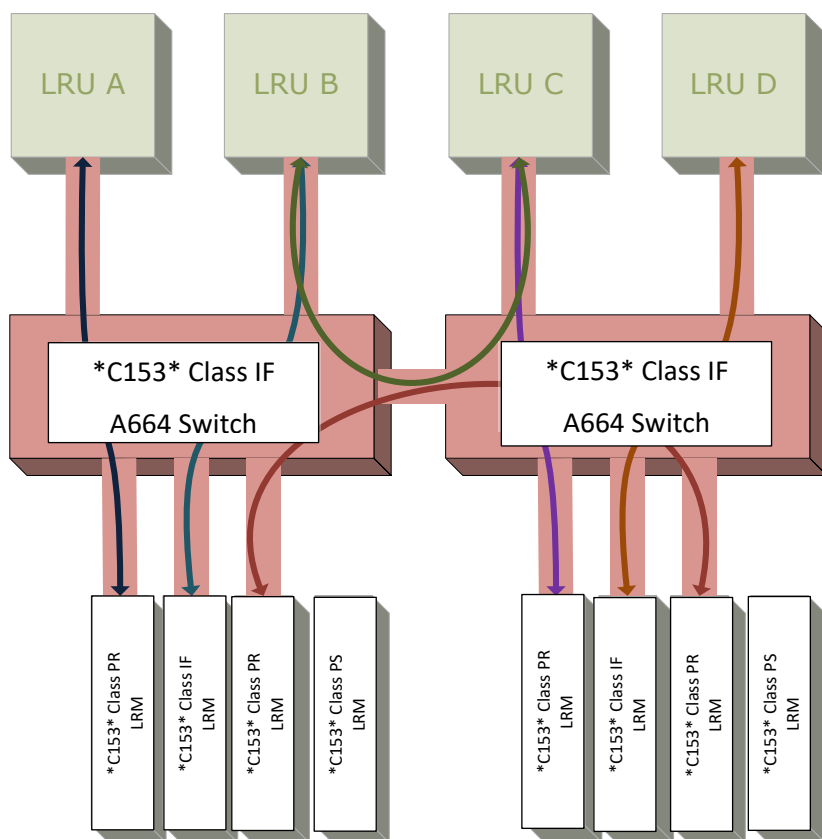 LRU A
LRU B
LRU C
LRU D
*C153* Class IF
A664 Switch
*C153* Class IF
A664 Switch
*C153* Class PR
LRM
*C153* Class IF
LRM
*C153* Class PR
LRM
*C153* Class PS
LRM
*C153* Class PR
LRM
*C153* Class IF
LRM
*C153* Class PR
LRM
*C153* Class PS
LRM